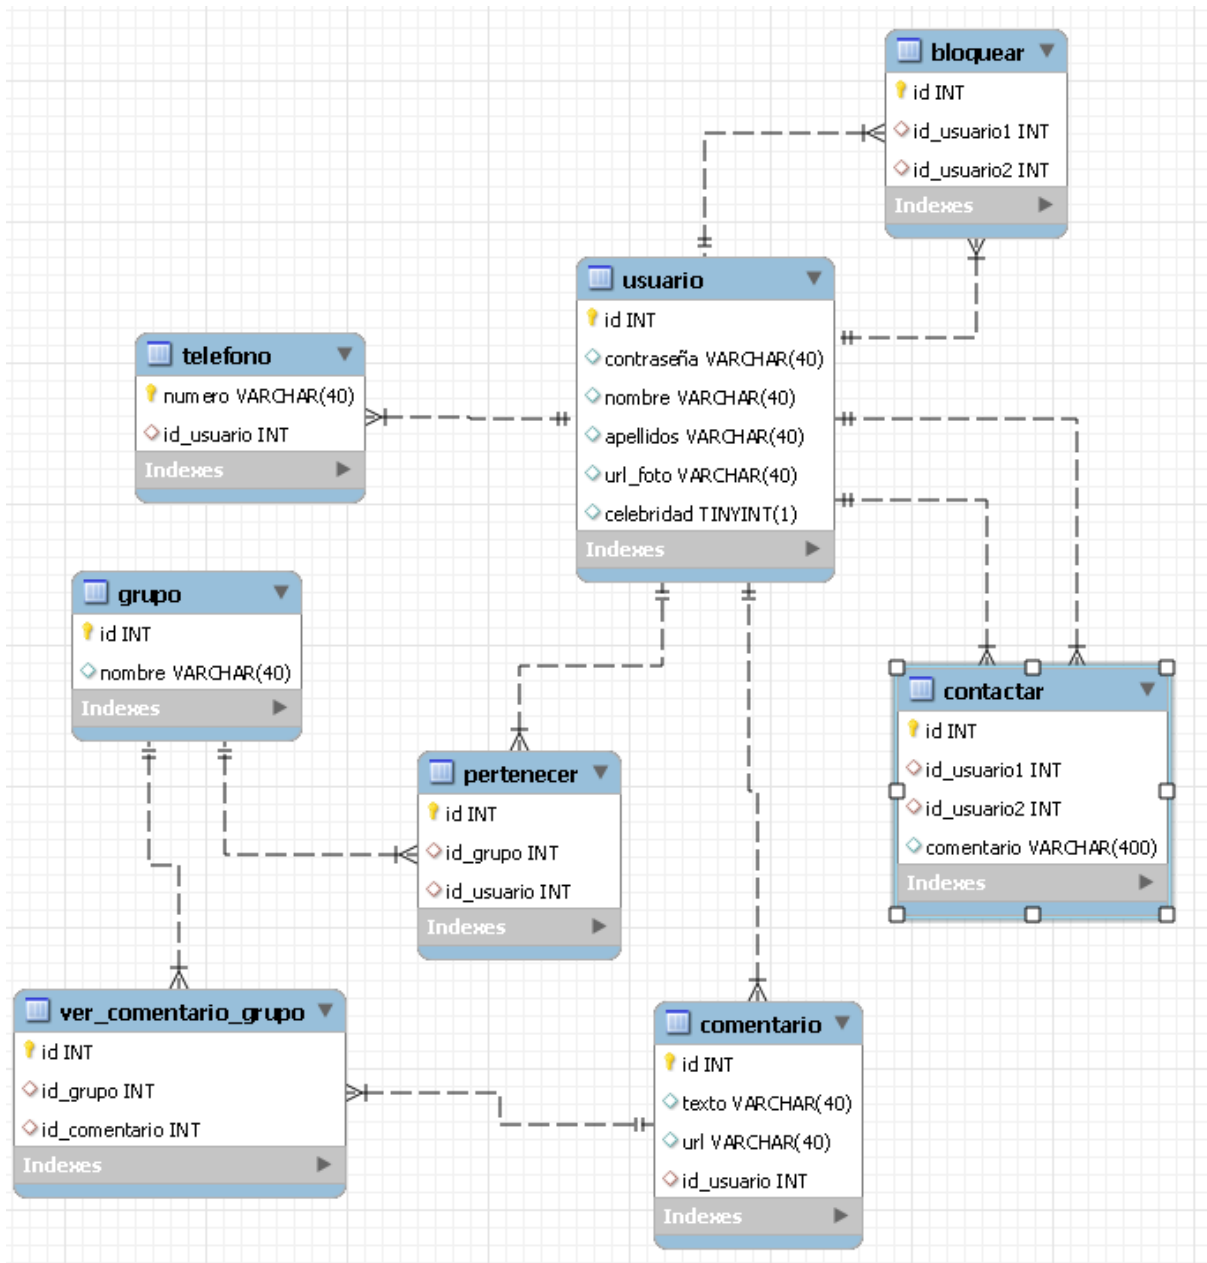 bloquear
id INT
id_usuario1 INT
id_usuario2 INT
Indexes
usuario
id INT
contraseña VARCHAR(40)
nombre VARCHAR(40)
apellidos VARCHAR(40)
url_foto VARCHAR(40)
celebridad TINYINT(1)
Indexes
telefono
numero VARCHAR(40)
id_usuario INT
Indexes
grupo
id INT
nombre VARCHAR(40)
Indexes
contactar
id INT
id_usuario1 INT
id_usuario2 INT
comentario VARCHAR(400)
Indexes
pertenecer
id INT
id_grupo INT
id_usuario INT
Indexes
ver_comentario_grupo
id INT
id_grupo INT
id_comentario INT
Indexes
comentario
id INT
texto VARCHAR(40)
url VARCHAR(40)
id_usuario INT
Indexes